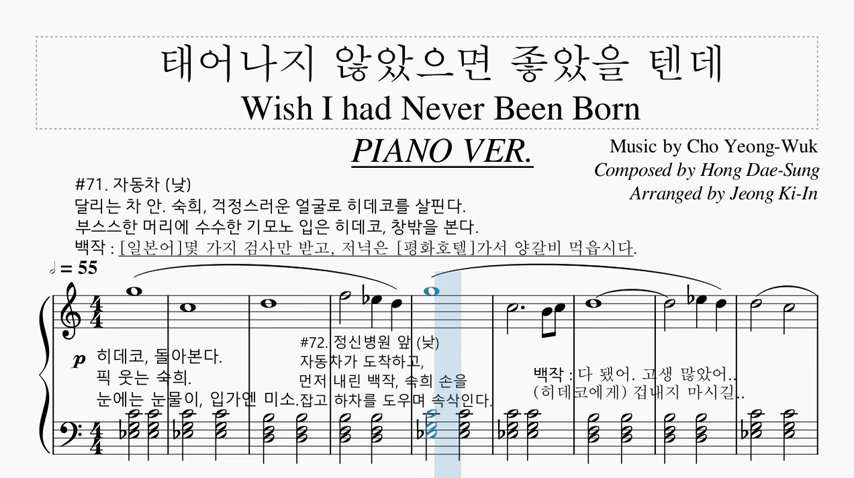 태어나지 않았으면 좋았을 텐데
Wish I had Never Been Born
PIANO VER.
Music by Cho Yeong-Wuk
Composed by Hong Dae-Sung
Arranged by Jeong Ki-In
#71. 자동차 (낮)
달리는 차 안. 숙희, 걱정스러운 얼굴로 히데코를 살핀다.
부스스한 머리에 수수한 기모노 입은 히데코, 창밖을 본다.
백작 : [일본어]몇 가지 검사만 받고, 저녁은 [평화호텔]가서 양갈비 먹읍시다.
𝅗𝅥 = 55
4 4
p
히데코, 돌아본다.
픽 웃는 숙희.
눈에는 눈물이, 입가엔 미소.
#72. 정신병원 앞 (낮)
자동차가 도착하고,
먼저 내린 백작, 숙희 손을
잡고 하차를 도우며 속삭인다.
백작 : 다 됐어. 고생 많았어..
(히데코에게) 겁내지 마시길..
4 4